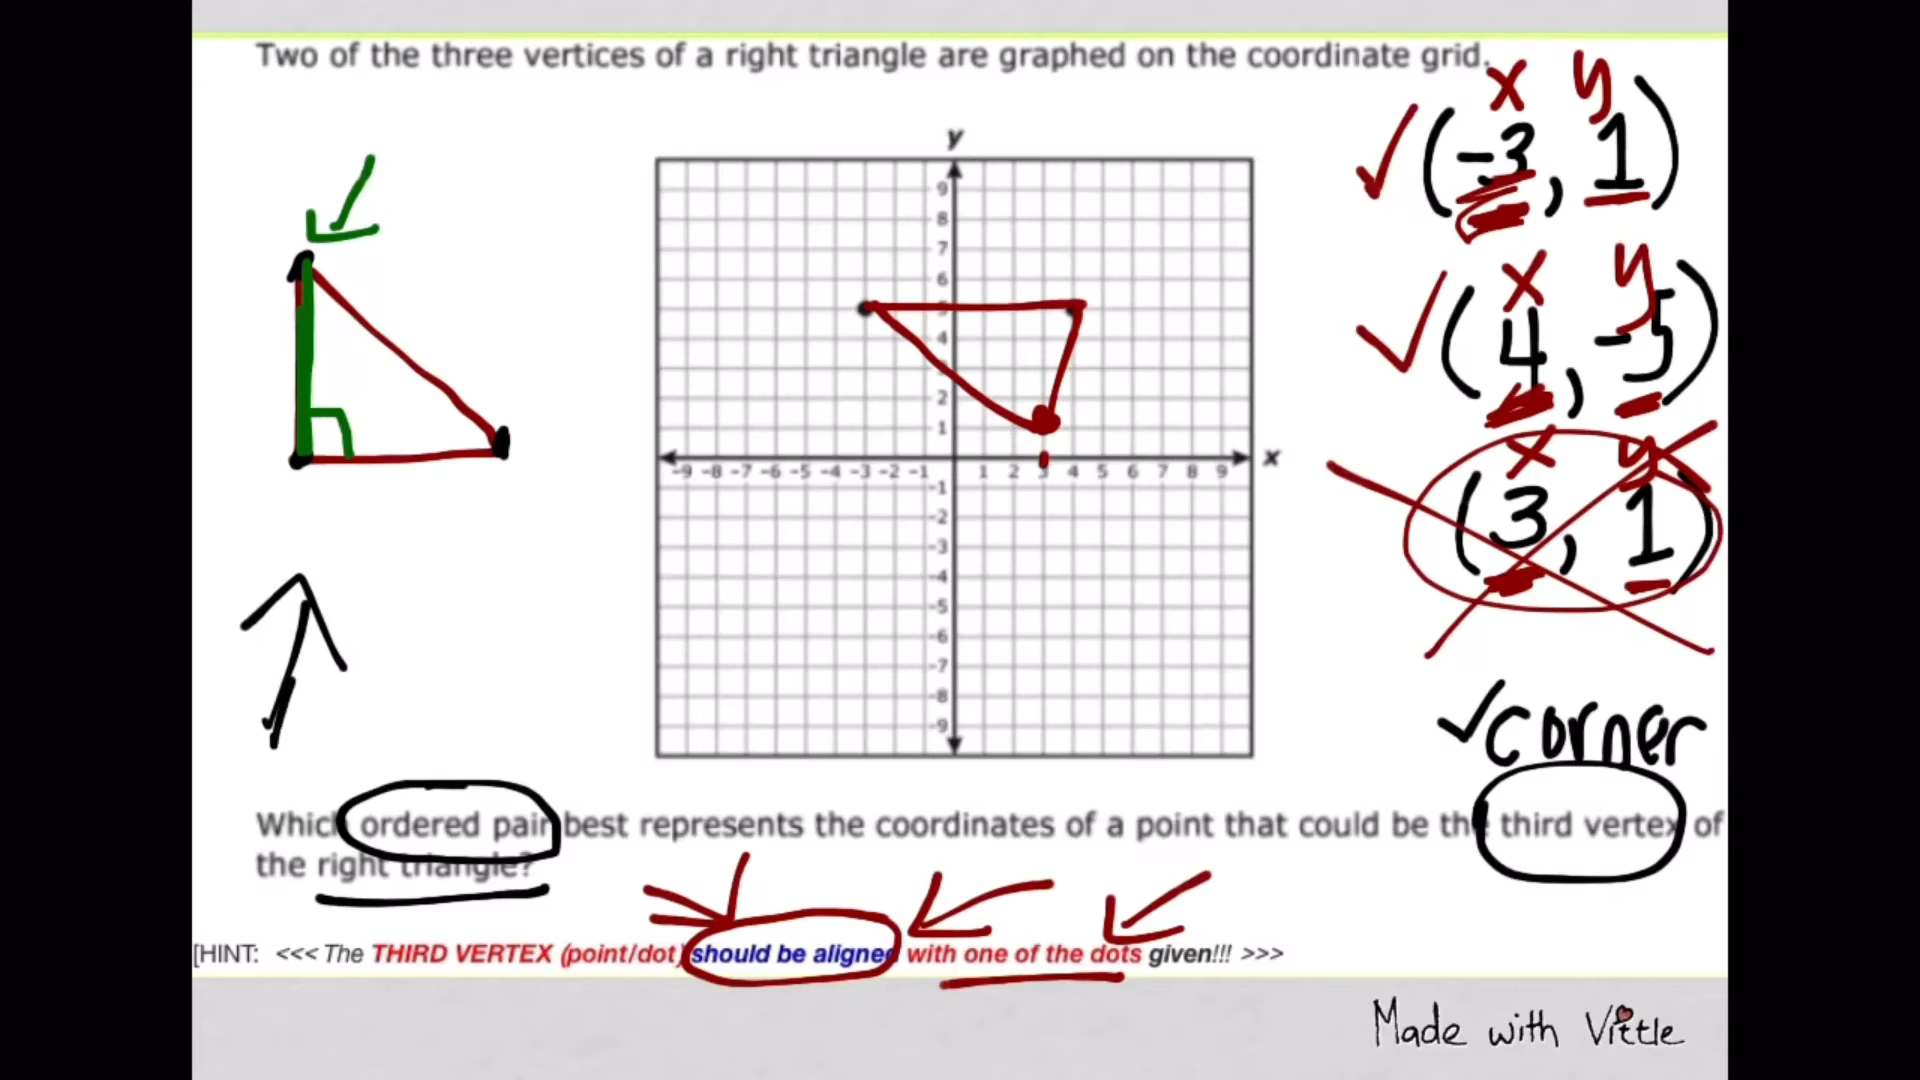 Two of the three vertices of a right triangle are graphed on the coordinate grid.
x y
(-3, 1)
x y
(4, -5)
x y
(3, 1)
y
9
8
7
6
4
2
1
-9 -8 -7 -6 -5 -4 -3 -2 -1 1 2 3 4 5 6 7 8 9 x
-1
-2
-3
-4
-5
-6
-7
-8
-9
corner
Which ordered pair best represents the coordinates of a point that could be the third vertex of
the right triangle?
[HINT: <<< The THIRD VERTEX (point/dot) should be aligned with one of the dots given!!! >>>
Made with Vittle